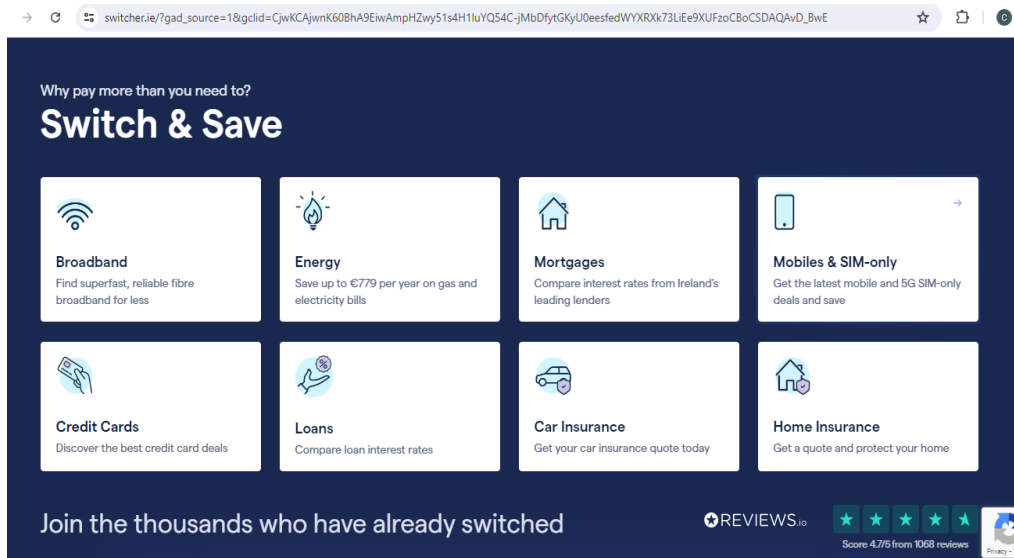 switcher.ie/?gad_source=1&gclid=CjwKCAjwnK60BhA9EiwAmpHZwy51s4H1IuYQ54C-jMbDfytGKyU0eesfedWYXRXk73LiEe9XUFzoCBoCSDAQAvD_BwE
C
Why pay more than you need to?
Switch & Save
Broadband
Find superfast, reliable fibre
broadband for less
Energy
Save up to €779 per year on gas and
electricity bills
Mortgages
Compare interest rates from Ireland's
leading lenders
Mobiles & SIM-only
Get the latest mobile and 5G SIM-only
deals and save
Credit Cards
Discover the best credit card deals
Loans
Compare loan interest rates
Car Insurance
Get your car insurance quote today
Home Insurance
Get a quote and protect your home
Join the thousands who have already switched
REVIEWS.io
Score 4.7/5 from 1068 reviews
Privacy -